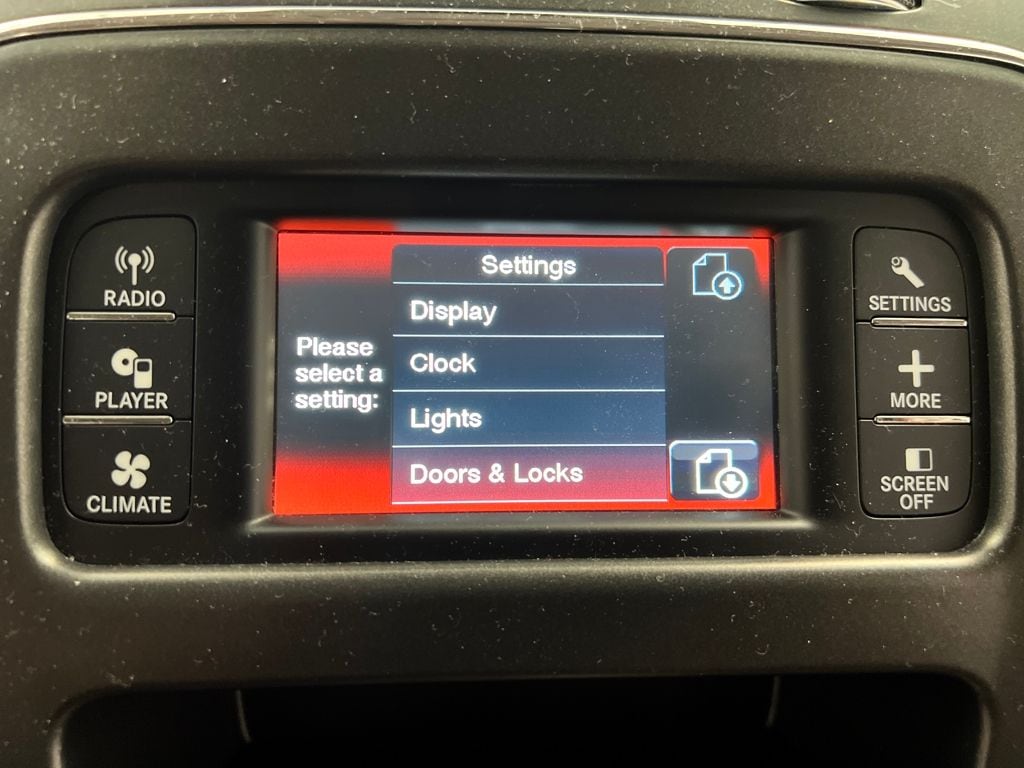 RADIO
PLAYER
CLIMATE
Settings
Please
select a
setting:
Display
Clock
Lights
Doors & Locks
SETTINGS
MORE
SCREEN
OFF